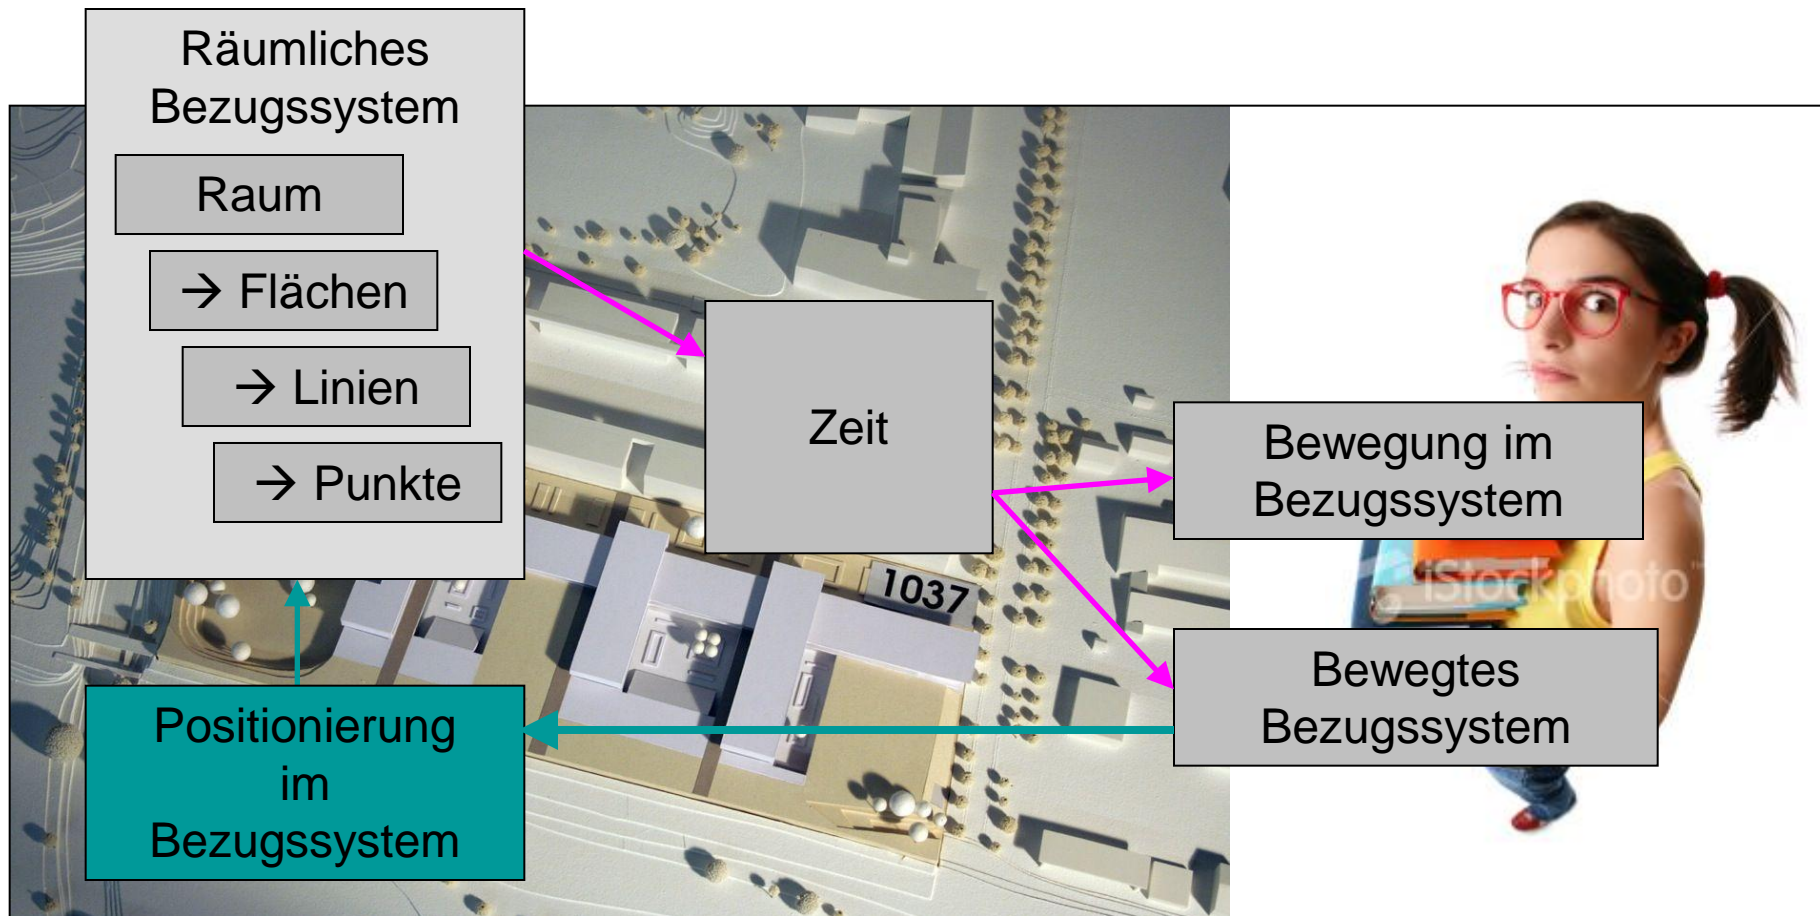 Räumliches
Bezugssystem
Raum
→ Flächen
→ Linien
→ Punkte
Zeit
Bewegung im
Bezugssystem
1037
iStockphoto
Bewegtes
Bezugssystem
Positionierung
im
Bezugssystem